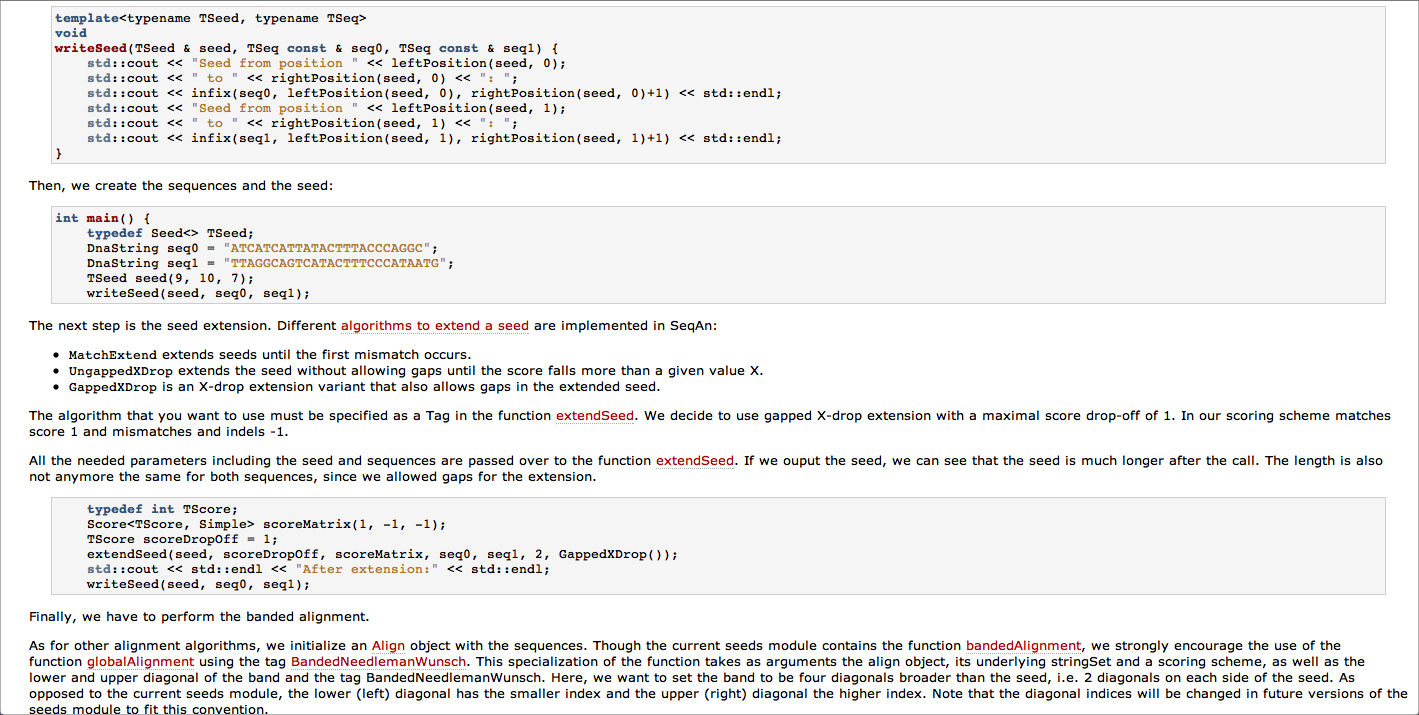 template<typename TSeed, typename TSeq>
void
writeSeed(TSeed & seed, TSeq const & seq0, TSeq const & seq1) {
    std::cout << "Seed from position " << leftPosition(seed, 0);
    std::cout << " to " << rightPosition(seed, 0) << ": ";
    std::cout << infix(seq0, leftPosition(seed, 0), rightPosition(seed, 0)+1) << std::endl;
    std::cout << "Seed from position " << leftPosition(seed, 1);
    std::cout << " to " << rightPosition(seed, 1) << ": ";
    std::cout << infix(seq1, leftPosition(seed, 1), rightPosition(seed, 1)+1) << std::endl;
}
Then, we create the sequences and the seed:
int main() {
    typedef Seed<> TSeed;
    DnaString seq0 = "ATCATCATTATACTTTACCCAGGC";
    DnaString seq1 = "TTAGGCAGTCATACTTTCCCATAATG";
    TSeed seed(9, 10, 7);
    writeSeed(seed, seq0, seq1);
The next step is the seed extension. Different algorithms to extend a seed are implemented in SeqAn:
• MatchExtend extends seeds until the first mismatch occurs.
• UngappedXDrop extends the seed without allowing gaps until the score falls more than a given value X.
• GappedXDrop is an X-drop extension variant that also allows gaps in the extended seed.
The algorithm that you want to use must be specified as a Tag in the function extendSeed. We decide to use gapped X-drop extension with a maximal score drop-off of 1. In our scoring scheme matches
score 1 and mismatches and indels -1.
All the needed parameters including the seed and sequences are passed over to the function extendSeed. If we ouput the seed, we can see that the seed is much longer after the call. The length is also
not anymore the same for both sequences, since we allowed gaps for the extension.
    typedef int TScore;
    Score<TScore, Simple> scoreMatrix(1, -1, -1);
    TScore scoreDropOff = 1;
    extendSeed(seed, scoreDropOff, scoreMatrix, seq0, seq1, 2, GappedXDrop());
    std::cout << std::endl << "After extension:" << std::endl;
    writeSeed(seed, seq0, seq1);
Finally, we have to perform the banded alignment.
As for other alignment algorithms, we initialize an Align object with the sequences. Though the current seeds module contains the function bandedAlignment, we strongly encourage the use of the
function globalAlignment using the tag BandedNeedlemanWunsch. This specialization of the function takes as arguments the align object, its underlying stringSet and a scoring scheme, as well as the
lower and upper diagonal of the band and the tag BandedNeedlemanWunsch. Here, we want to set the band to be four diagonals broader than the seed, i.e. 2 diagonals on each side of the seed. As
opposed to the current seeds module, the lower (left) diagonal has the smaller index and the upper (right) diagonal the higher index. Note that the diagonal indices will be changed in future versions of the
seeds module to fit this convention.